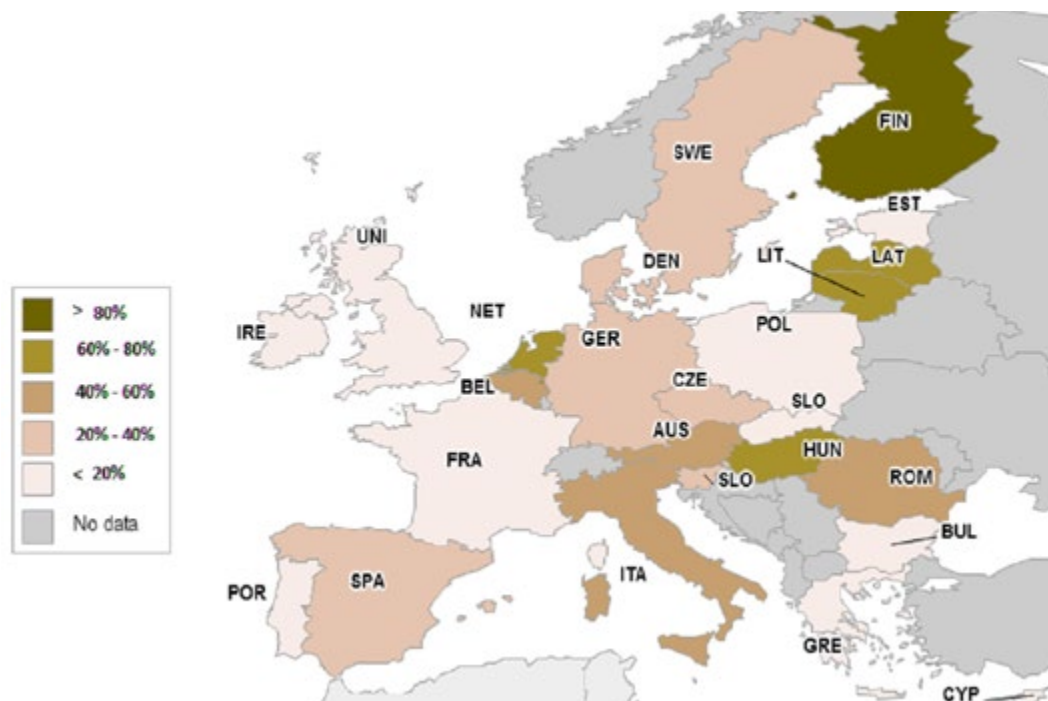 FIN
SWE
EST
UNI
LIT
LAT
DEN
NET
IRE
GER
POL
BEL
CZE
SLO
AUS
FRA
HUN
ROM
SLO
BUL
ITA
SPA
POR
GRE
CYP
> 80%
60% - 80%
40% - 60%
20% - 40%
< 20%
No data